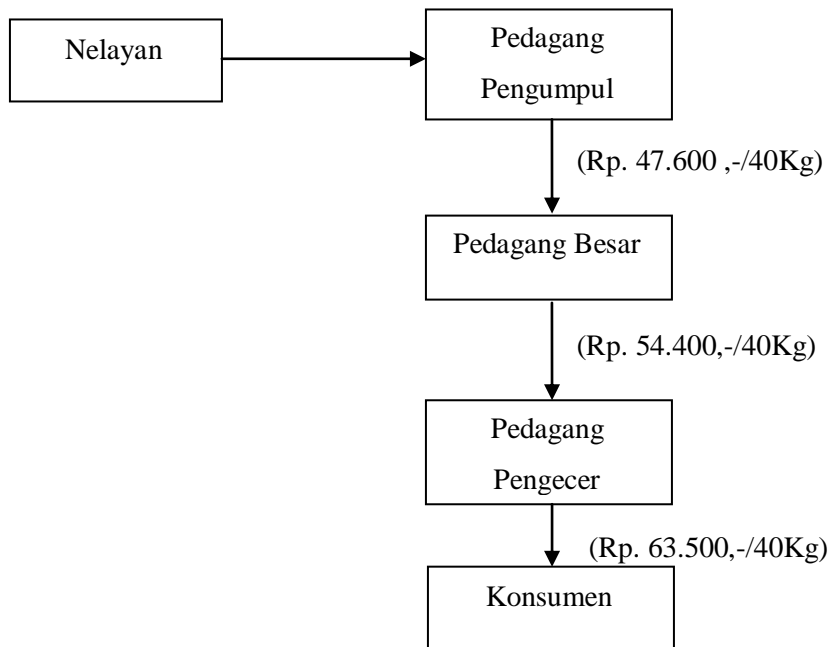 Nelayan
Pedagang
Pengumpul
(Rp. 47.600 ,-/40Kg)
Pedagang Besar
(Rp. 54.400,-/40Kg)
Pedagang
Pengecer
(Rp. 63.500,-/40Kg)
Konsumen